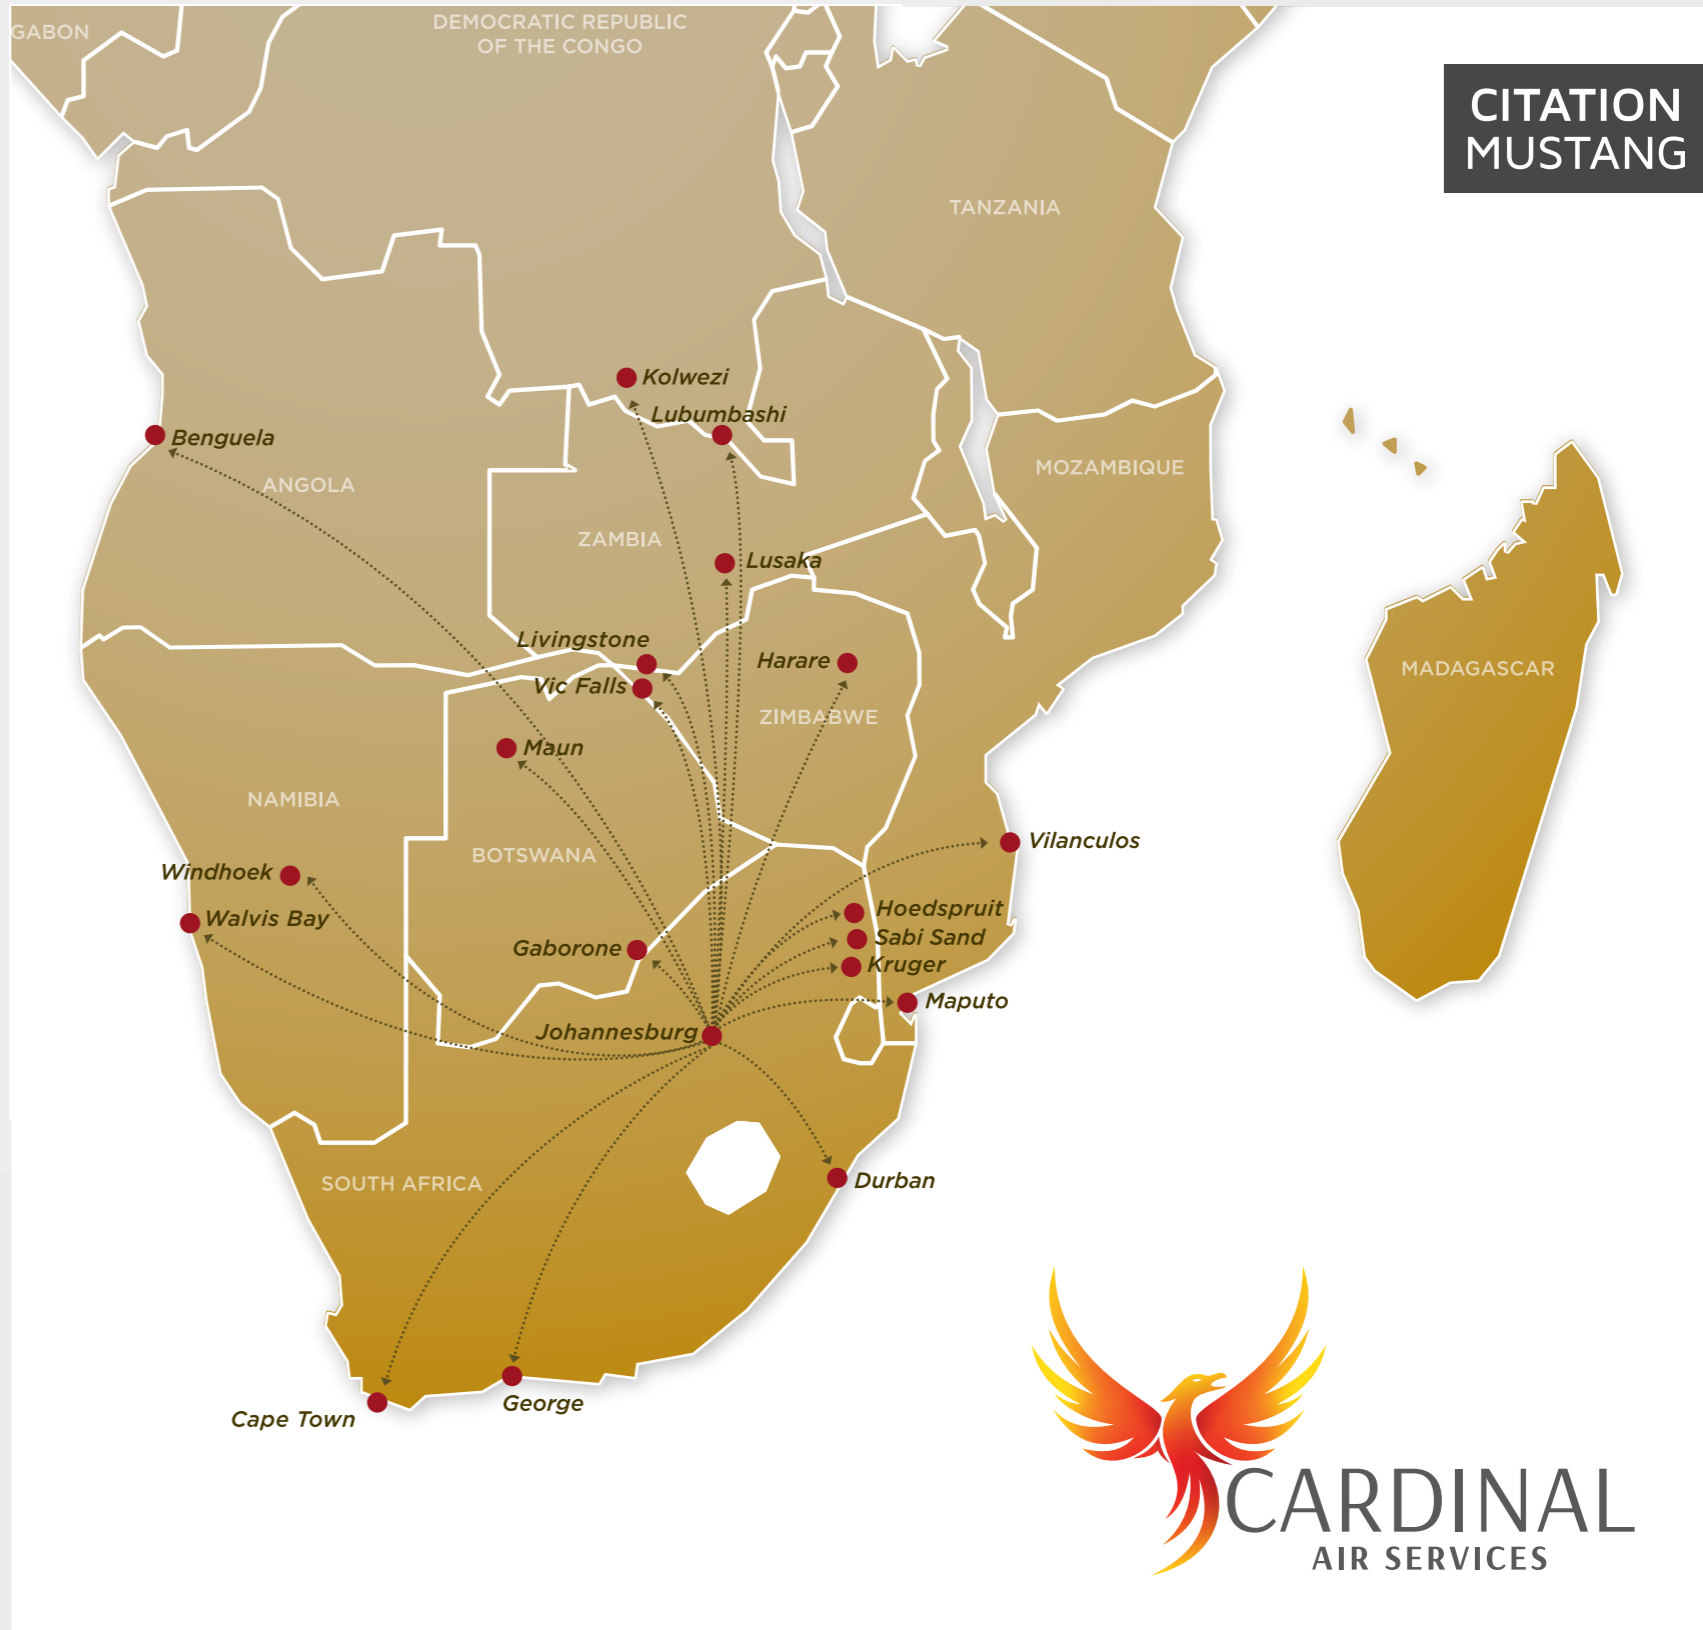 GABON
DEMOCRATIC REPUBLIC
OF THE CONGO
CITATION
MUSTANG
TANZANIA
Kolwezi
Lubumbashi
Benguela
MOZAMBIQUE
ANGOLA
ZAMBIA
Lusaka
Livingstone
Harare
MADAGASCAR
Vic Falls
ZIMBABWE
Maun
NAMIBIA
Vilanculos
BOTSWANA
Windhoek
Hoedspruit
Walvis Bay
Sabi Sand
Gaborone
Kruger
Maputo
Johannesburg
Durban
SOUTH AFRICA
George
Cape Town
CARDINAL
AIR SERVICES